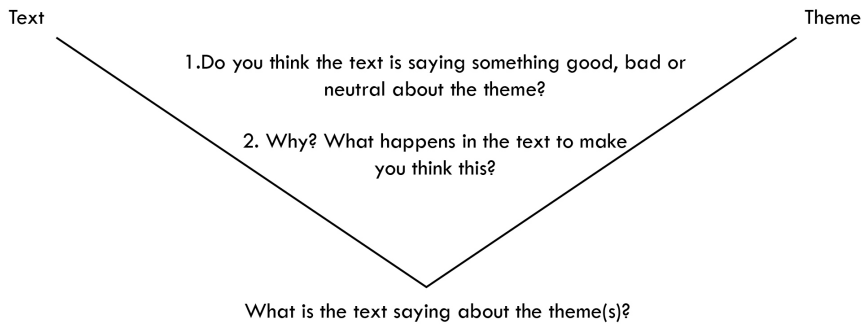 Text
Theme
1.Do you think the text is saying something good, bad or
neutral about the theme?
2. Why? What happens in the text to make
you think this?
What is the text saying about the theme(s)?